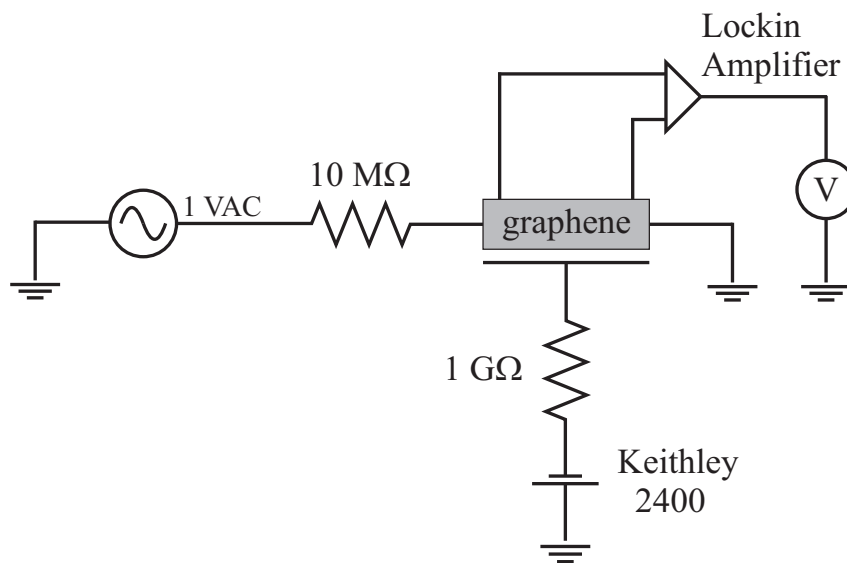 Lockin
Amplifier
10 MΩ
1 VAC
graphene
V
1 GΩ
Keithley
2400